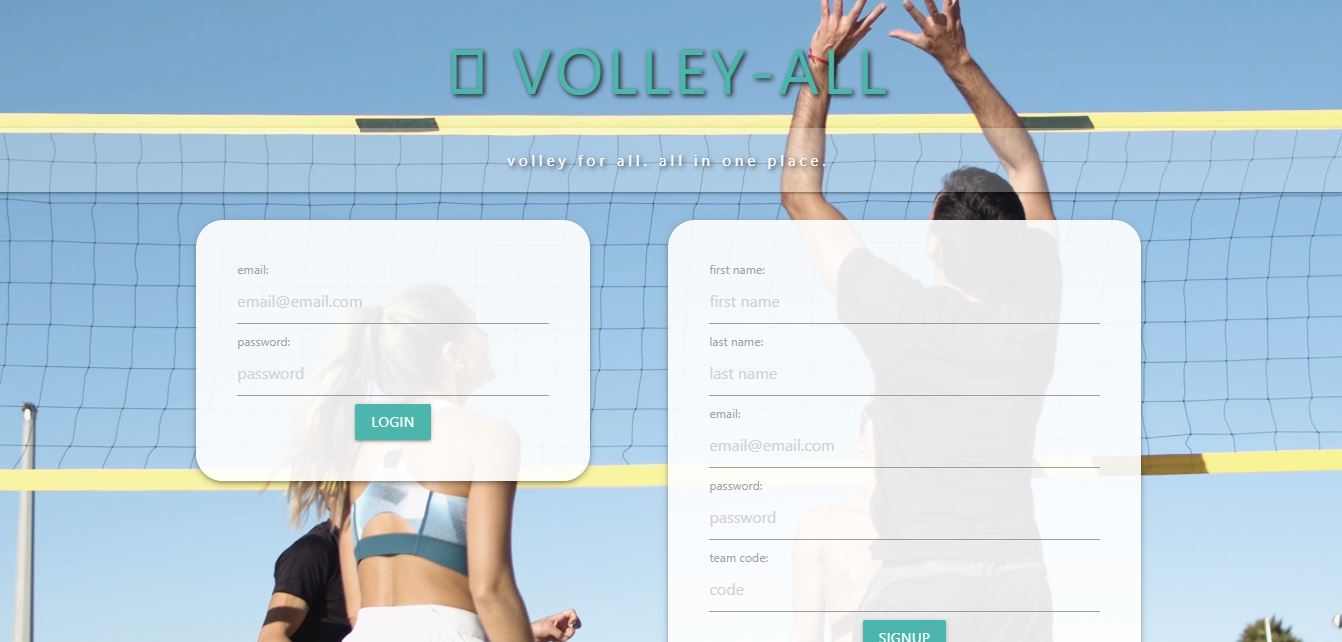 VOLLEY-ALL
volley for all. all in one place.
email:
email@email.com
password:
password
LOGIN
first name:
first name
last name:
last name
email:
email@email.com
password:
password
team code:
code
SIGNUP